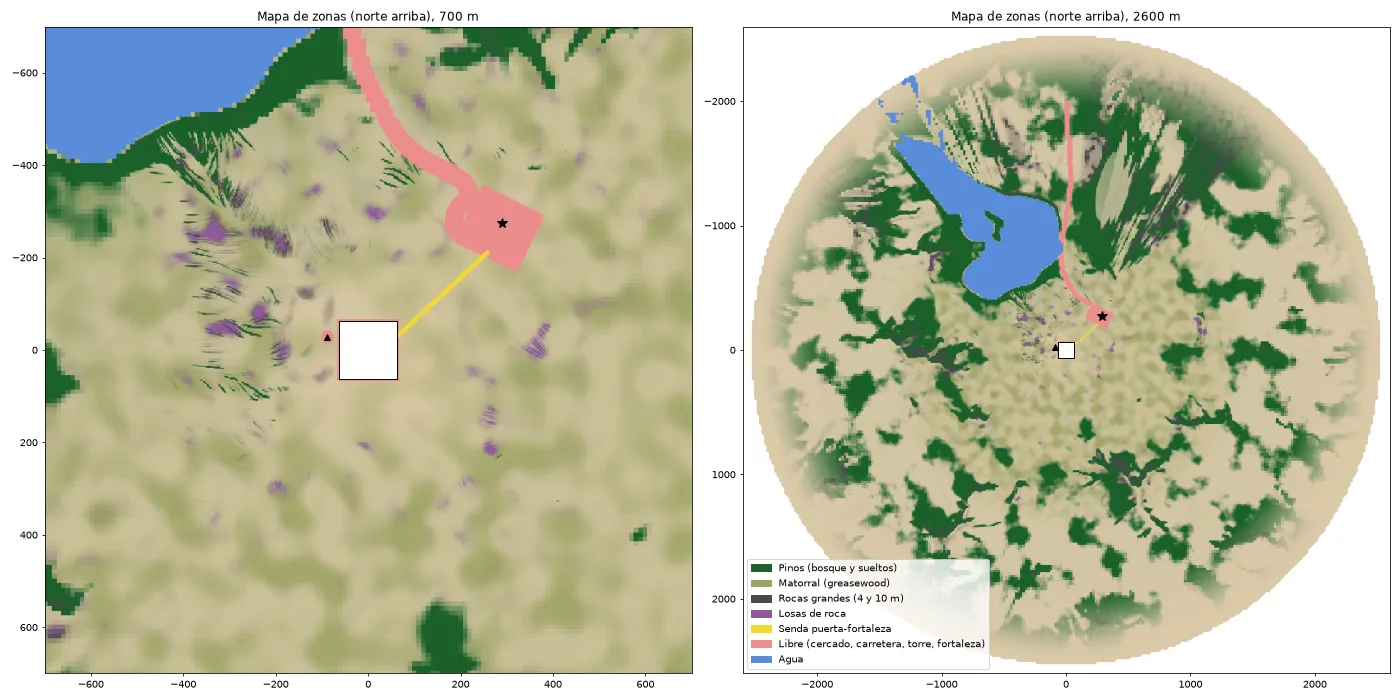 Mapa de zonas (norte arriba), 700 m
−600
−400
−200
0
200
400
600
−600
−400
−200
0
200
400
600
Mapa de zonas (norte arriba), 2600 m
−2000
−1000
0
1000
2000
Pinos (bosque y sueltos)
Matorral (greasewood)
Rocas grandes (4 y 10 m)
Losas de roca
Senda puerta-fortaleza
Libre (cercado, carretera, torre, fortaleza)
Agua
−2000
−1000
0
1000
2000